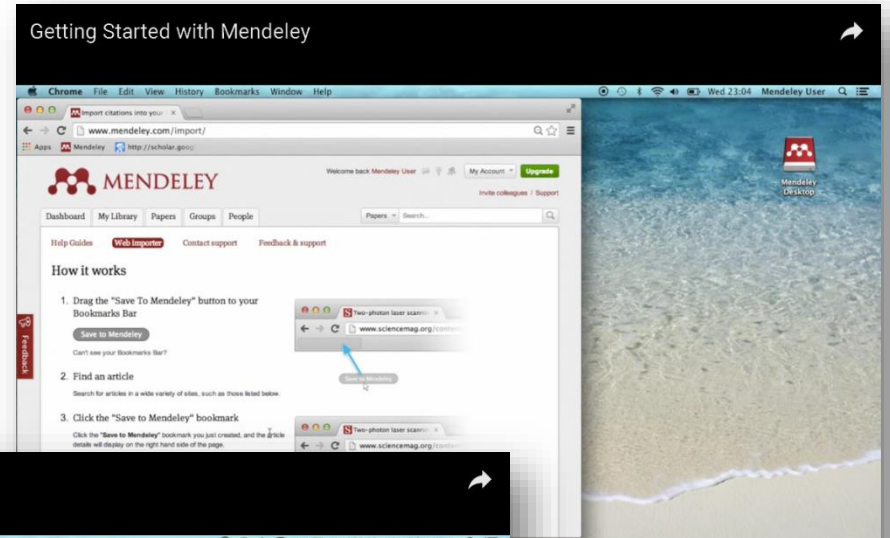 Getting Started with Mendeley
Chrome File Edit View History Bookmarks Window Help
Wed 23:04 Mendeley User
Import citations into your
www.mendeley.com/import/
Apps Mendeley http://scholar.goog
MENDELEY
Welcome back Mendeley User
My Account
Upgrade
Invite colleagues / Support
Dashboard My Library Papers Groups People
Papers Search...
Help Guides Web Importer Contact support Feedback & support
How it works
1. Drag the "Save To Mendeley" button to your
Bookmarks Bar
Save to Mendeley
Can't see your Bookmarks Bar?
2. Find an article
Search for articles in a wide variety of sites, such as those listed below.
3. Click the "Save to Mendeley" bookmark
Click the "Save to Mendeley" bookmark you just created, and the article
details will display on the right hand side of the page.
Two-photon laser scanni
www.sciencemag.org/conten
Save to Mendeley
Two-photon laser scanni
www.sciencemag.org/conten
Feedback
Mendeley
Desktop